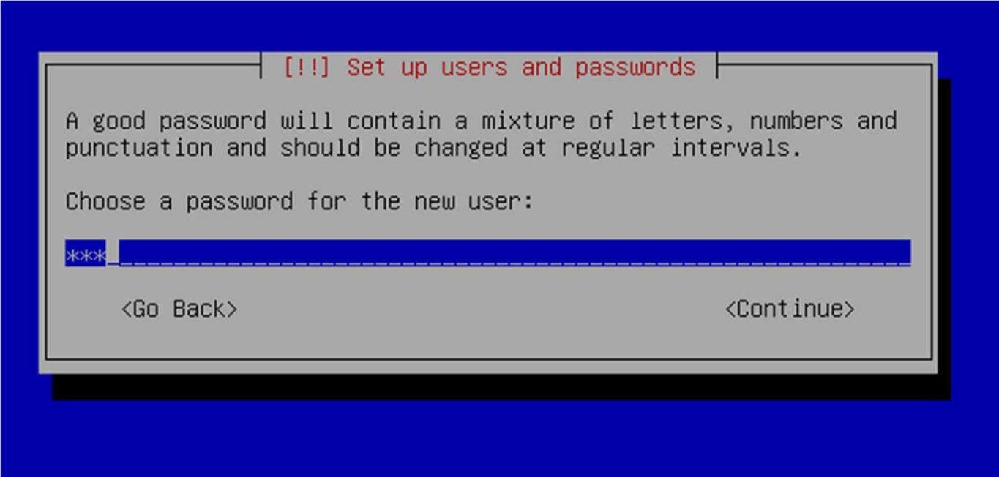 [!!] Set up users and passwords
A good password will contain a mixture of letters, numbers and
punctuation and should be changed at regular intervals.
Choose a password for the new user:
***_______________________________________________________________
<Go Back> <Continue>